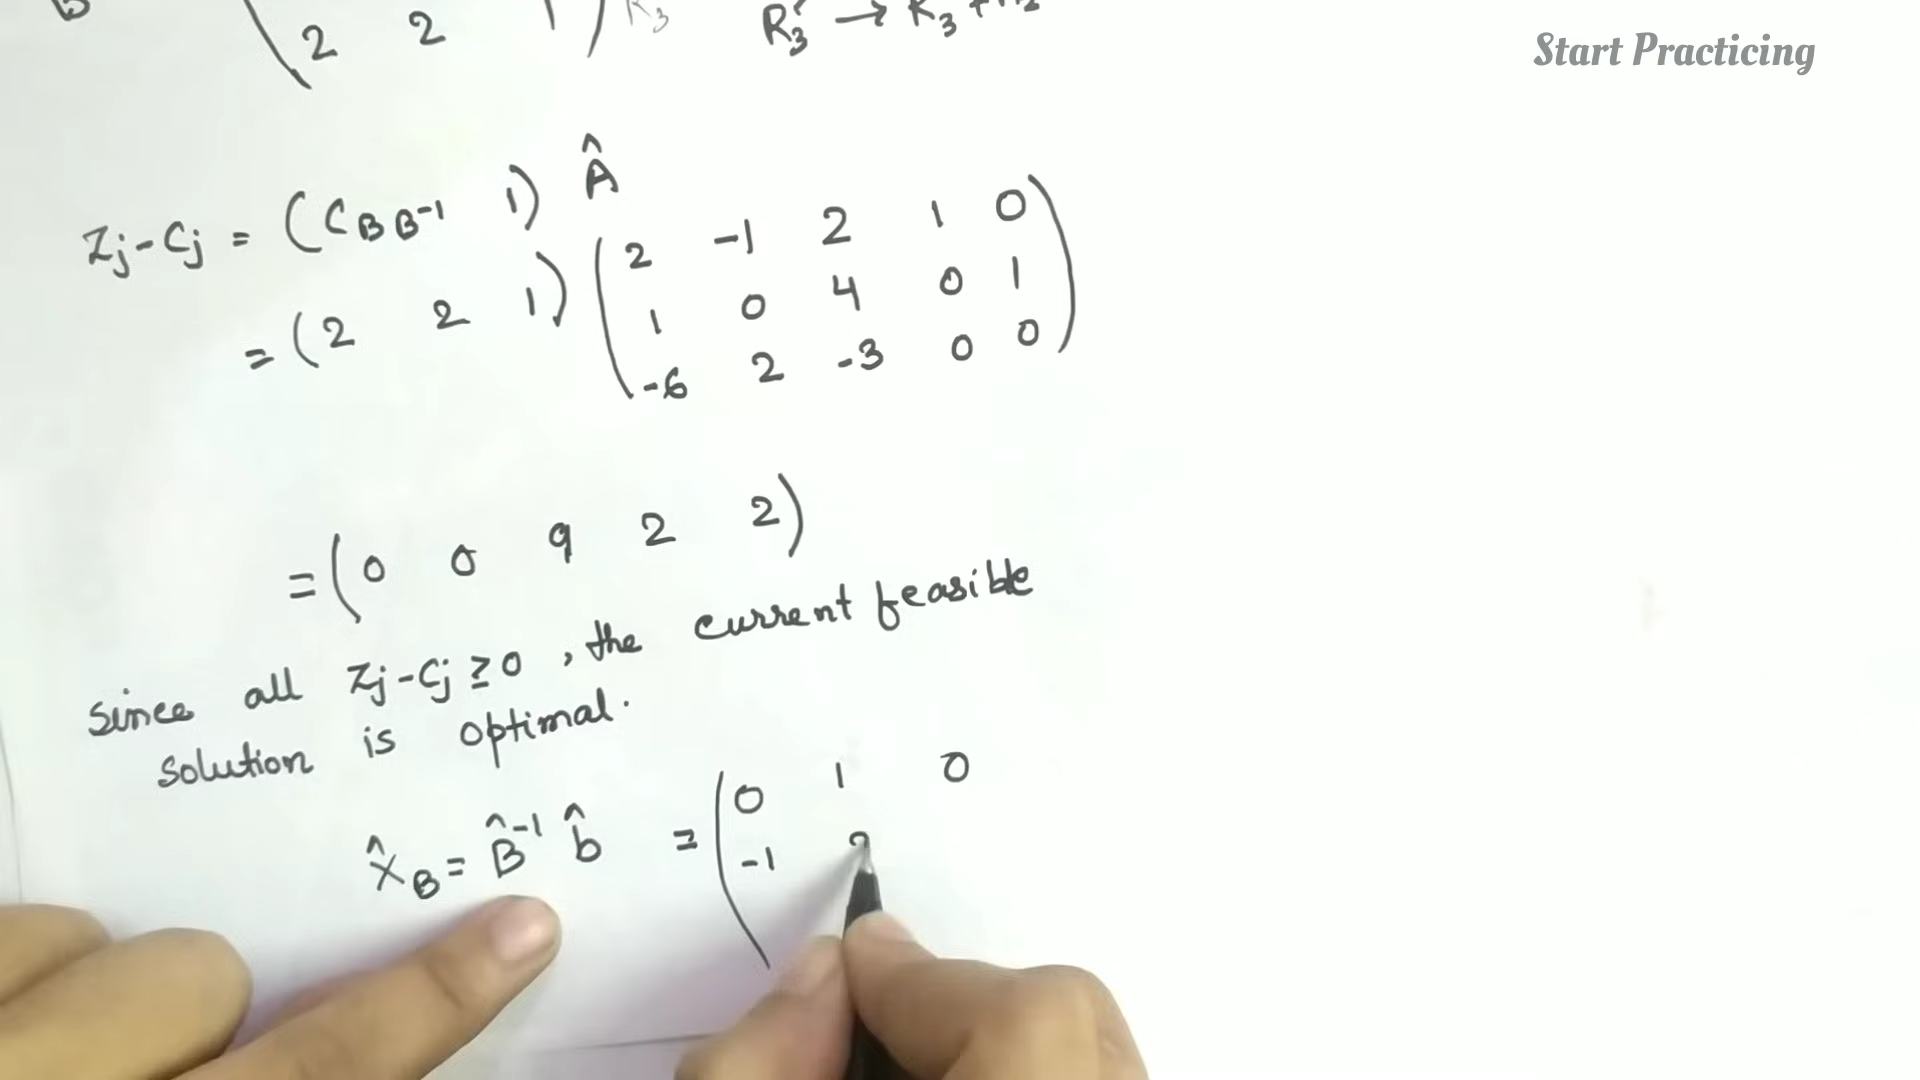 Start Practicing
2 2 1 R3 R3' → R3 +
Zj-Cj = (CB B-1 1) Â
= (2 2 1) (2 -1 2 1 0
1 0 4 0 1
-6 2 -3 0 0)
= (0 0 9 2 2)
Since all Zj-Cj ≥ 0, the current feasible
solution is optimal.
X̂B = B̂-1 b̂ = (0 1 0
-1